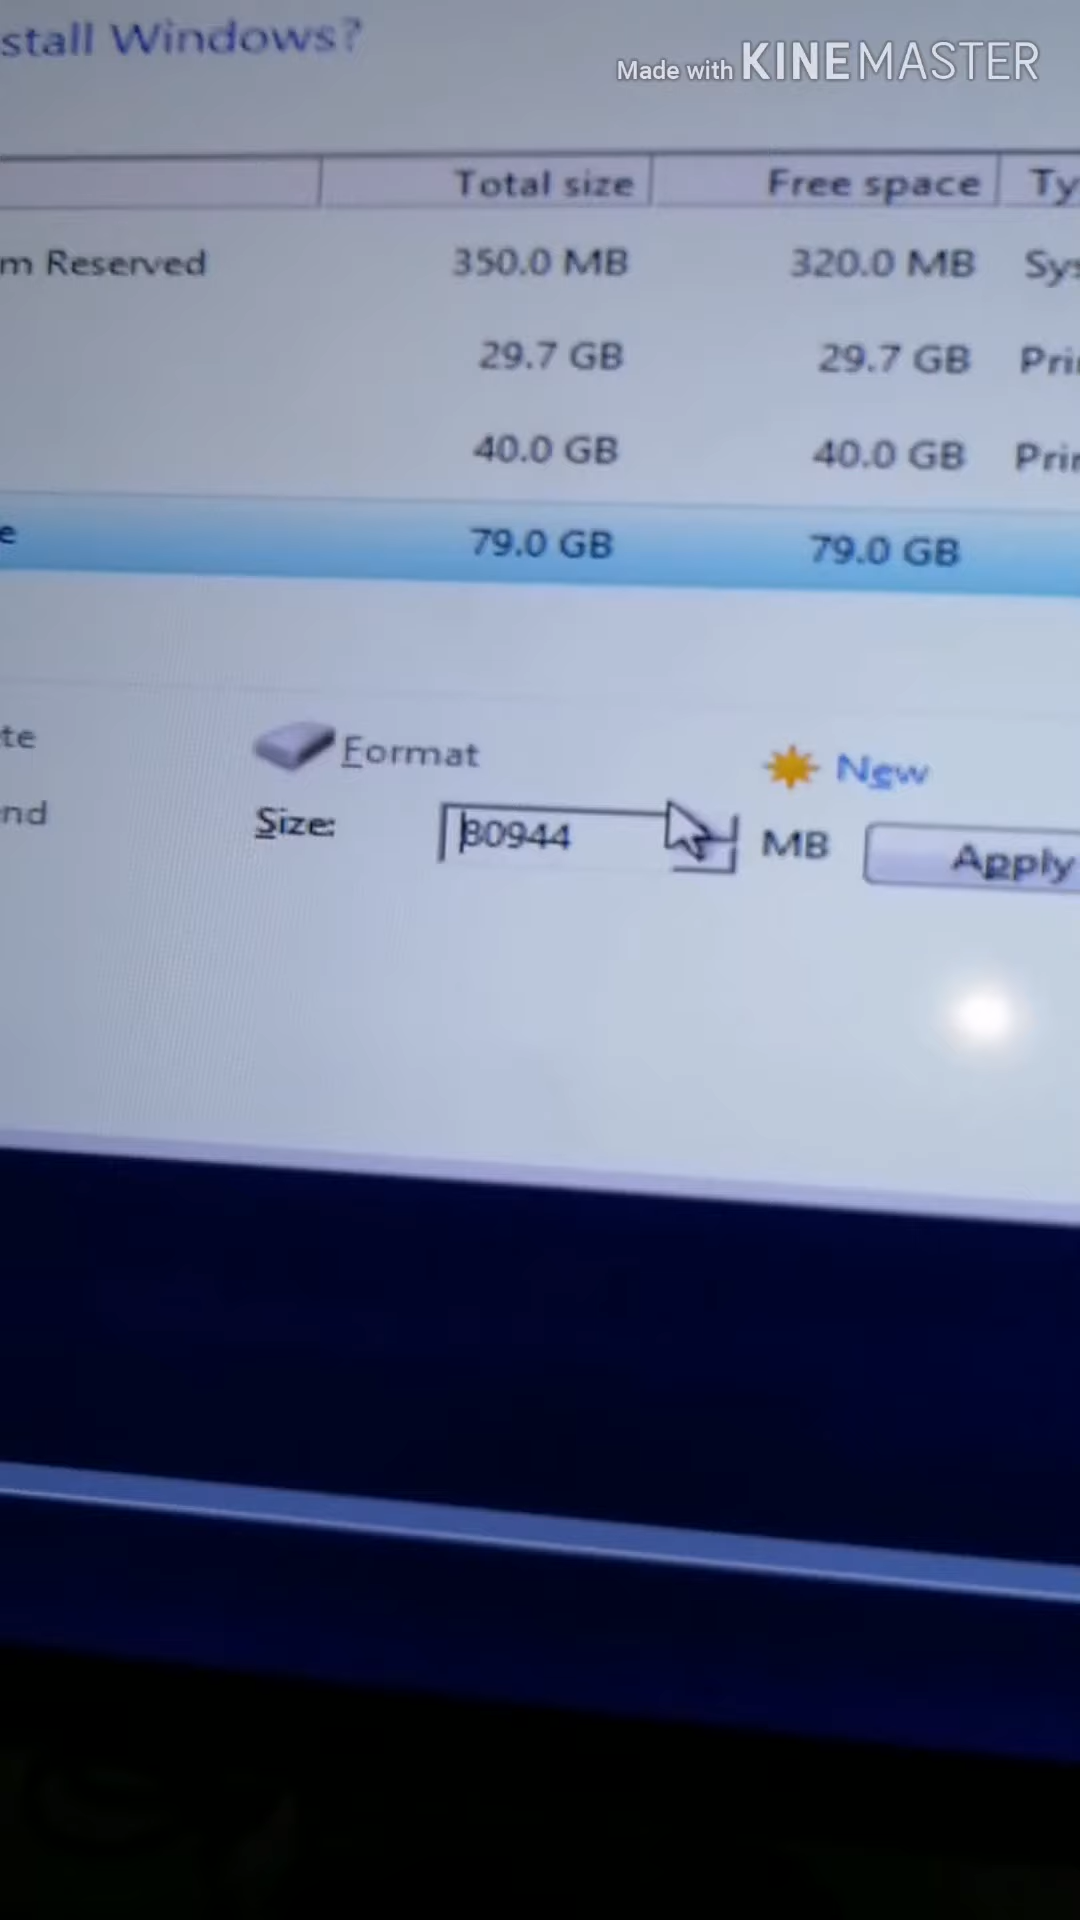 stall Windows?
Made with KINEMASTER
Total size Free space Ty
m Reserved 350.0 MB 320.0 MB Sys
29.7 GB 29.7 GB Pri
40.0 GB 40.0 GB Prin
e 79.0 GB 79.0 GB
te Format New
nd Size: 80944 MB Apply